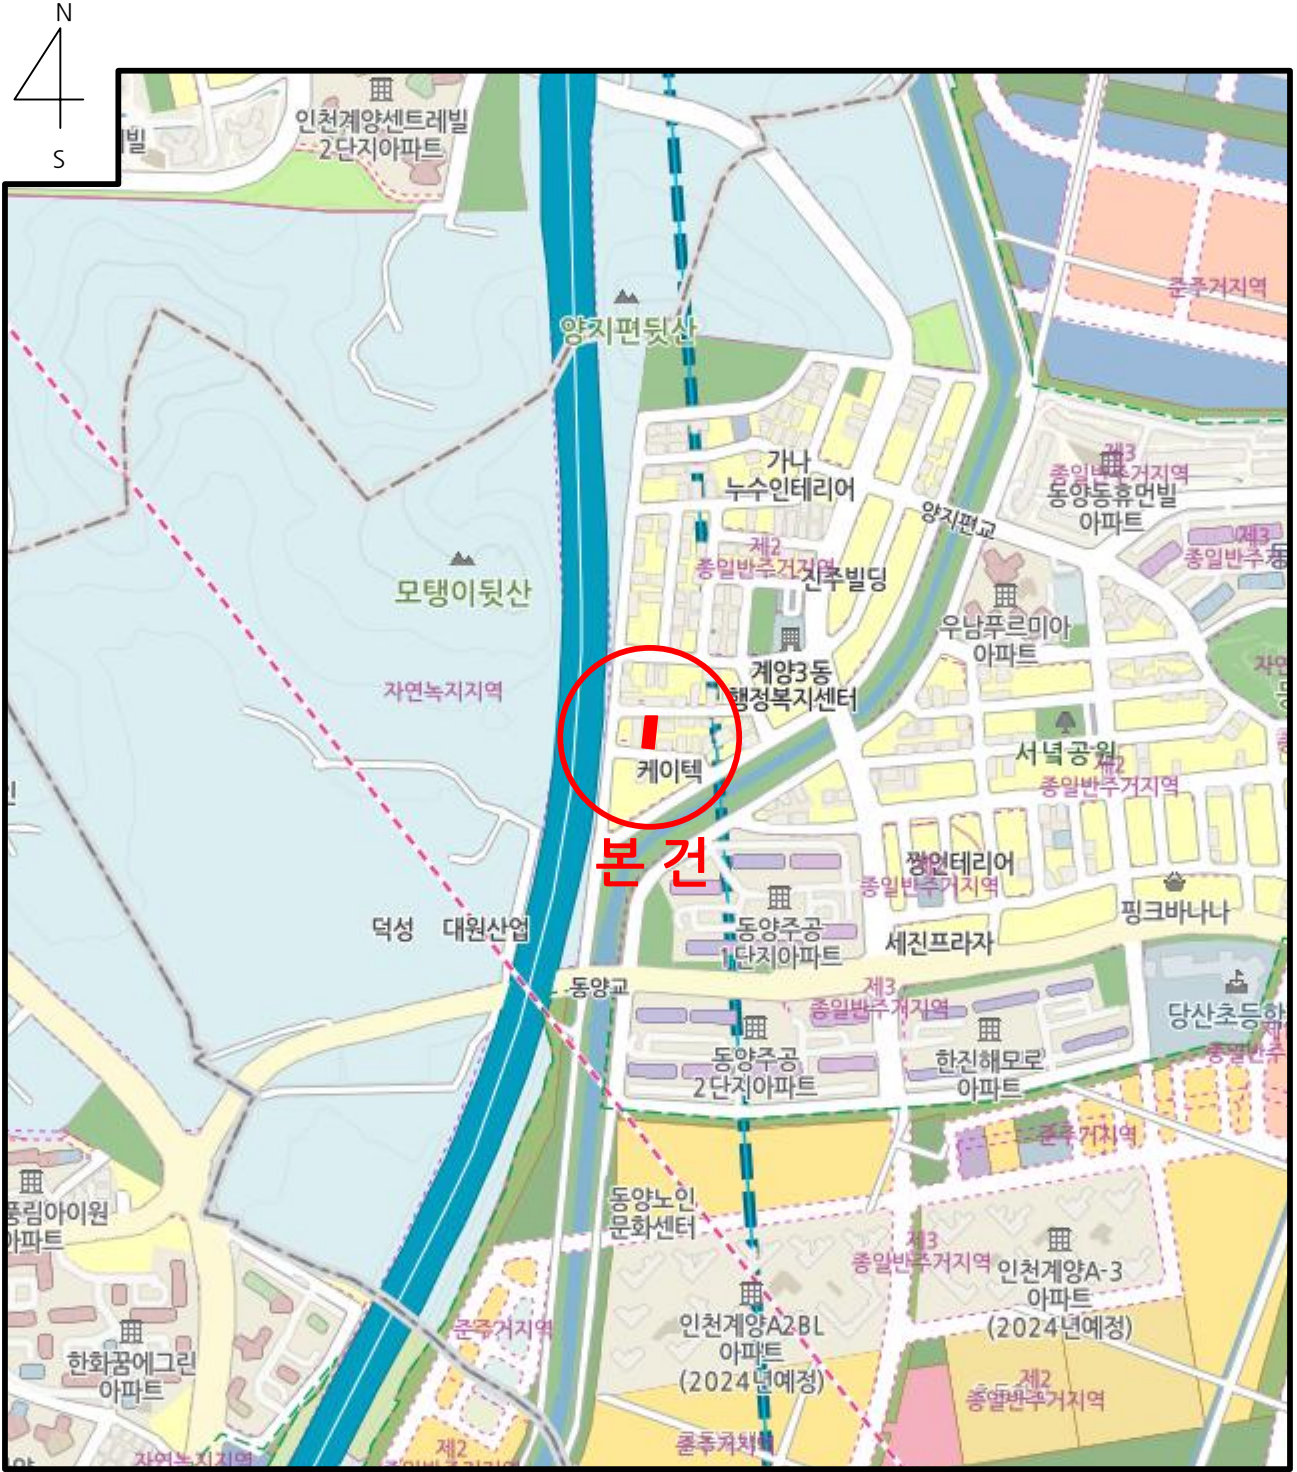 N
S
인천계양센트레빌
2단지아파트
빌
준주거지역
양지편뒷산
가나
누수인테리어
제3
종일반주거지역
동양동휴먼빌
아파트
양지편교
제2
종일반주거지역
진주빌딩
제3
종일반주거
모탱이뒷산
우남푸르미아
아파트
계양3동
행정복지센터
자연녹지지역
서녘공원
제2
종일반주거지역
케이텍
본 건
짱인테리어
종일반주거지역
핑크바나나
덕성
대원산업
동양주공
1단지아파트
세진프라자
동양교
제3
종일반주거지역
당산초등학
동양주공
2단지아파트
한진해모로
아파트
준주거지역
풍림아이원
아파트
동양노인
문화센터
제3
종일반주거지역
인천계양A-3
아파트
(2024년예정)
인천계양A2BL
아파트
(2024년예정)
준주거지역
한화꿈에그린
아파트
제2
종일반주거지역
자연녹지지역
제2
종일반주거지역
준주거지역